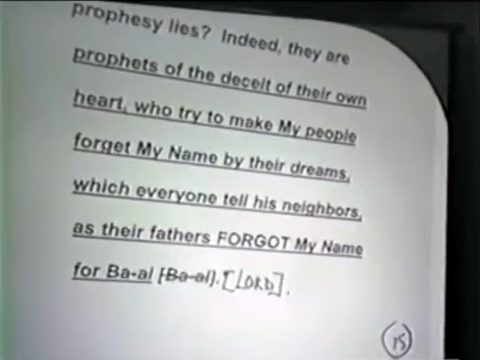 prophesy lies? Indeed, they are
prophets of the deceit of their own
heart, who try to make My people
forget My Name by their dreams,
which everyone tell his neighbors,
as their fathers FORGOT My Name
for Ba-al [Ba-al]. [LORD].
15